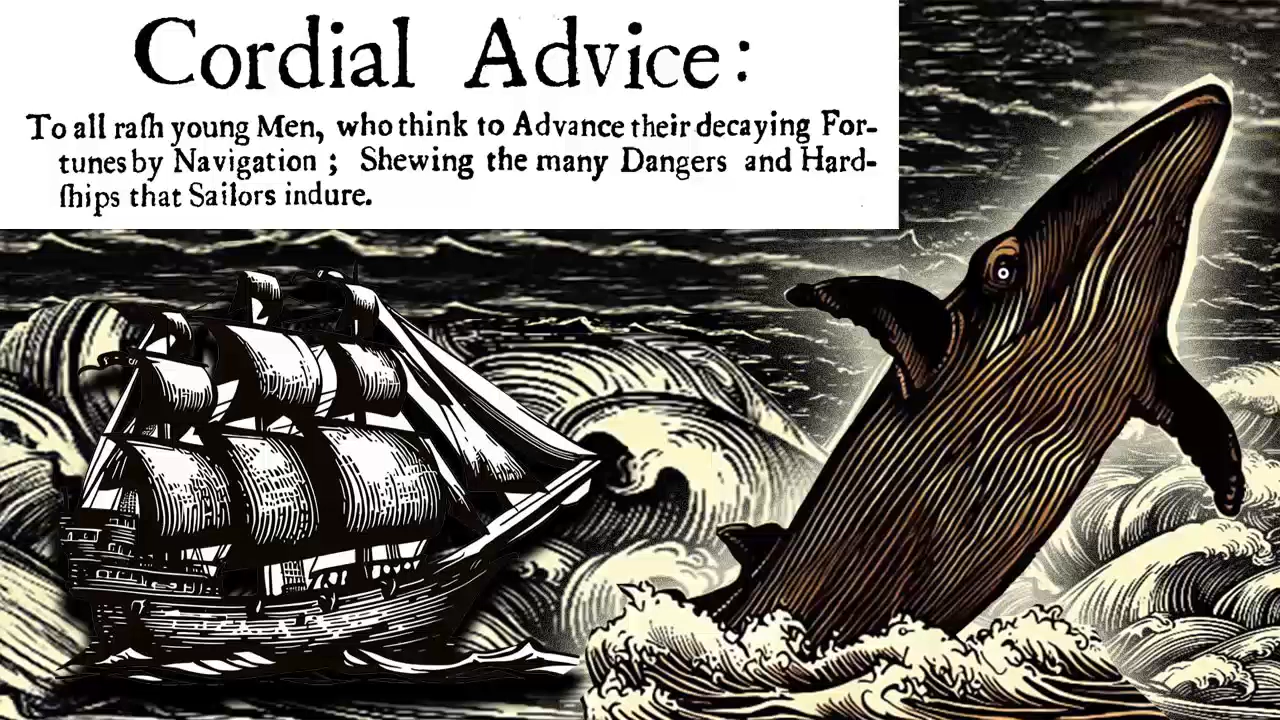 Cordial Advice:
To all raſh young Men, who think to Advance their decaying For-
tunes by Navigation ; Shewing the many Dangers and Hard-
ſhips that Sailors indure.